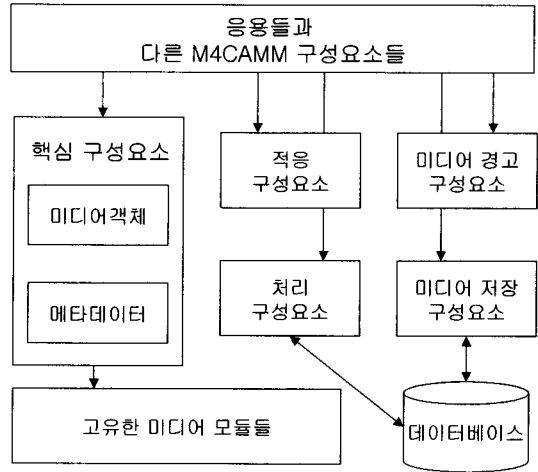 응용들과
다른 M4CAMM 구성요소들
핵심 구성요소
미디어객체
메타데이터
적응
구성요소
미디어 경고
구성요소
처리
구성요소
미디어 저장
구성요소
고유한 미디어 모듈들
데이터베이스